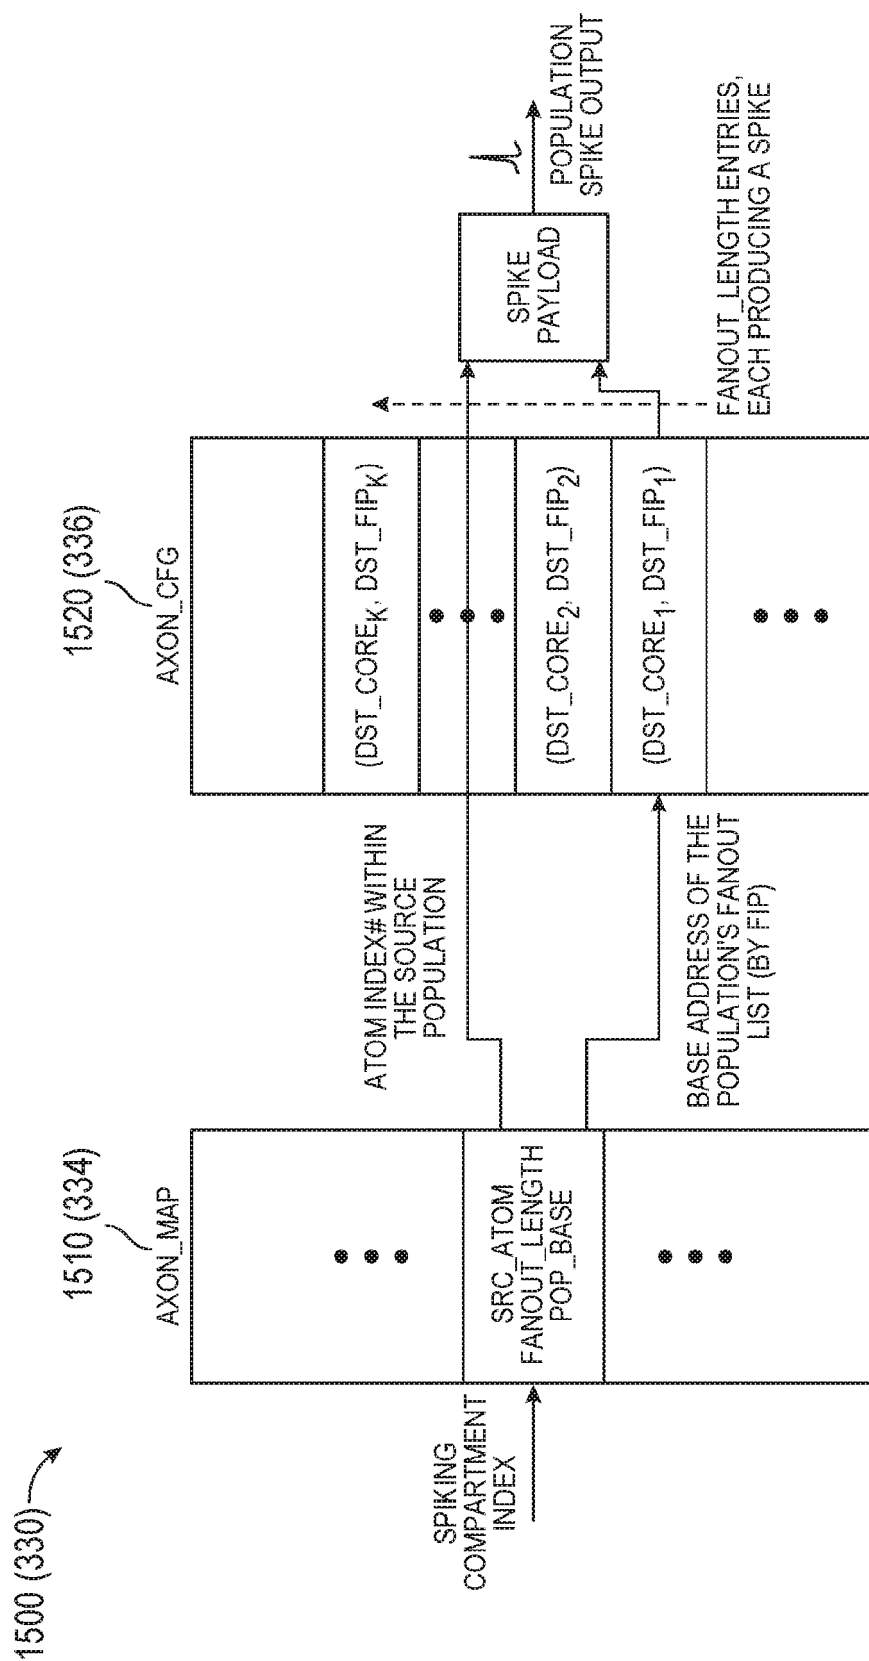 1500 (330)
1510 (334)
AXON_MAP
SPIKING
COMPARTMENT
INDEX
SRC_ATOM
FANOUT_LENGTH
POP_BASE
ATOM INDEX# WITHIN
THE SOURCE
POPULATION
BASE ADDRESS OF THE
POPULATION'S FANOUT
LIST (BY FIP)
1520 (336)
AXON_CFG
(DST_COREK, DST_FIPK)
(DST_CORE2, DST_FIP2)
(DST_CORE1, DST_FIP1)
SPIKE
PAYLOAD
POPULATION
SPIKE OUTPUT
FANOUT_LENGTH ENTRIES,
EACH PRODUCING A SPIKE